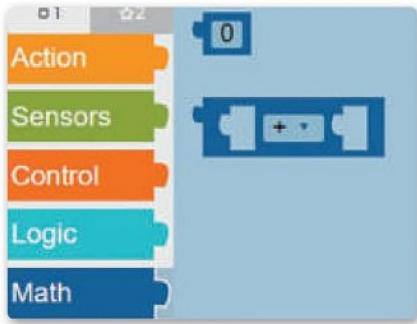 1 2
0
Action
Sensors
+
Control
Logic
Math